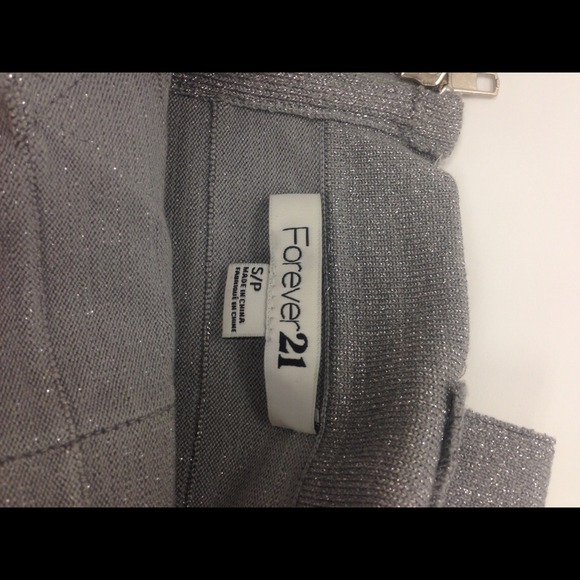 Forever21
S/P
MADE IN CHINA
FABRIQUÉ EN CHINE